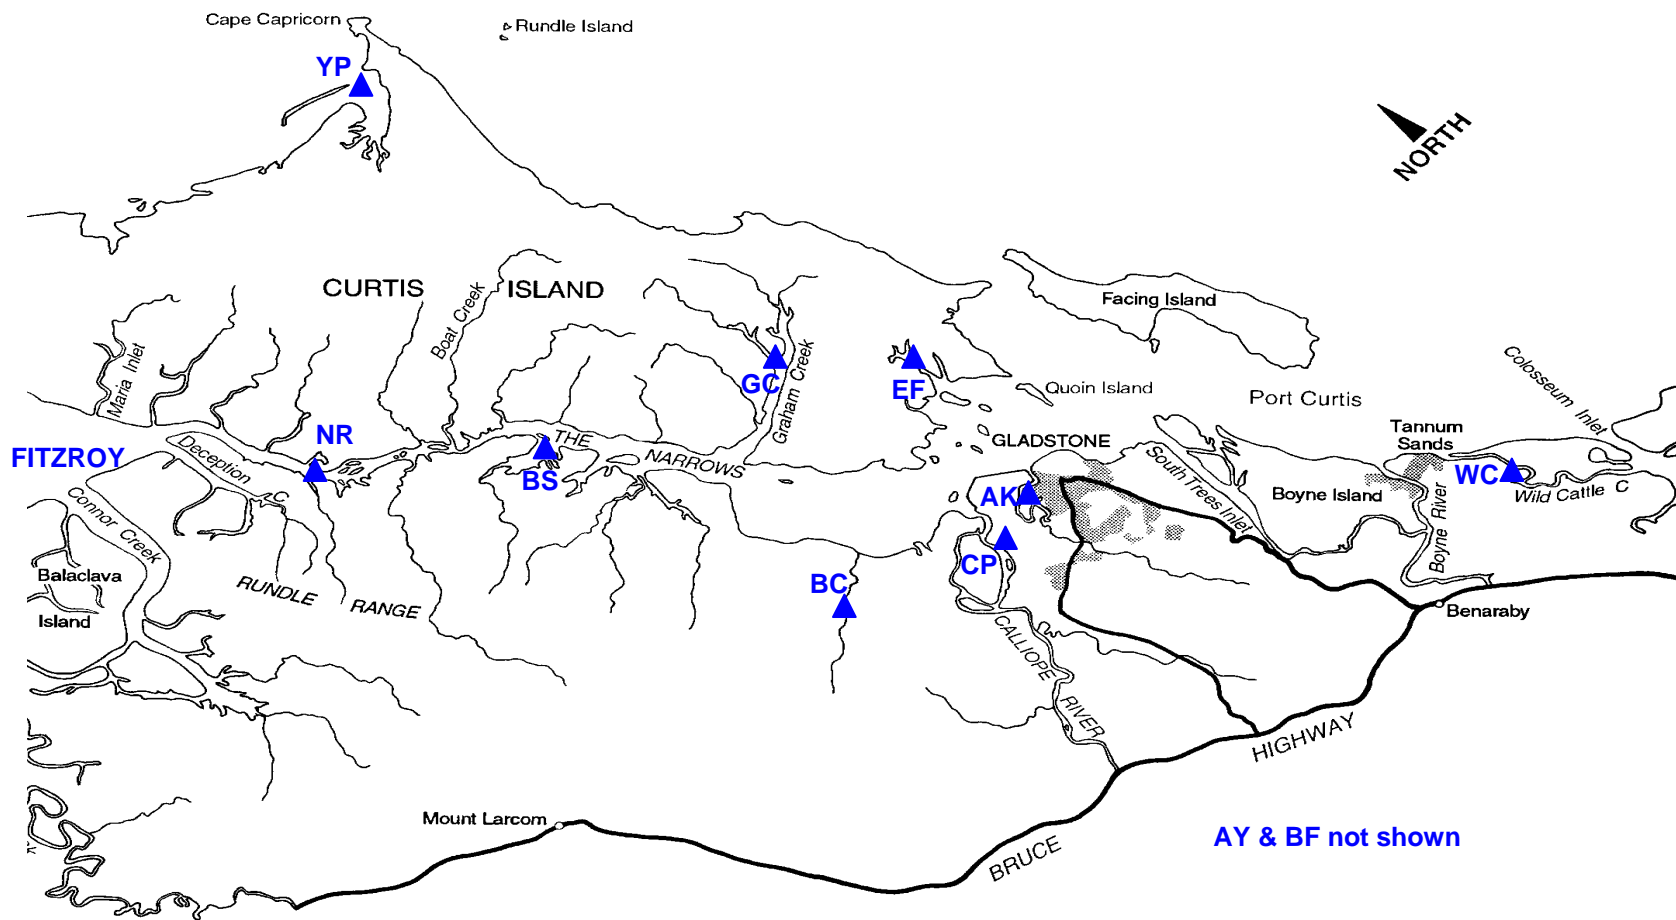 Cape Capricorn
Rundle Island
YP
NORTH
CURTIS ISLAND
Facing Island
Boat Creek
Maria Inlet
GC
Graham Creek
EF
Quoin Island
Port Curtis
Colosseum Inlet
NR
FITZROY
Deception C
THE NARROWS
BS
GLADSTONE
South Trees Inlet
Tannum
Sands
WC
Wild Cattle C
AK
Boyne Island
Boyne River
Connor Creek
CP
BC
Balaclava
Island
RUNDLE RANGE
Benaraby
CALLIOPE RIVER
HIGHWAY
Mount Larcom
BRUCE
AY & BF not shown